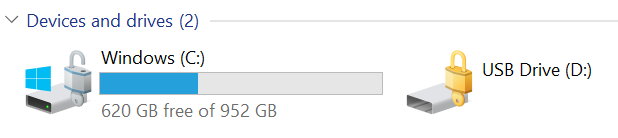 Devices and drives (2)
Windows (C:)
620 GB free of 952 GB
USB Drive (D:)